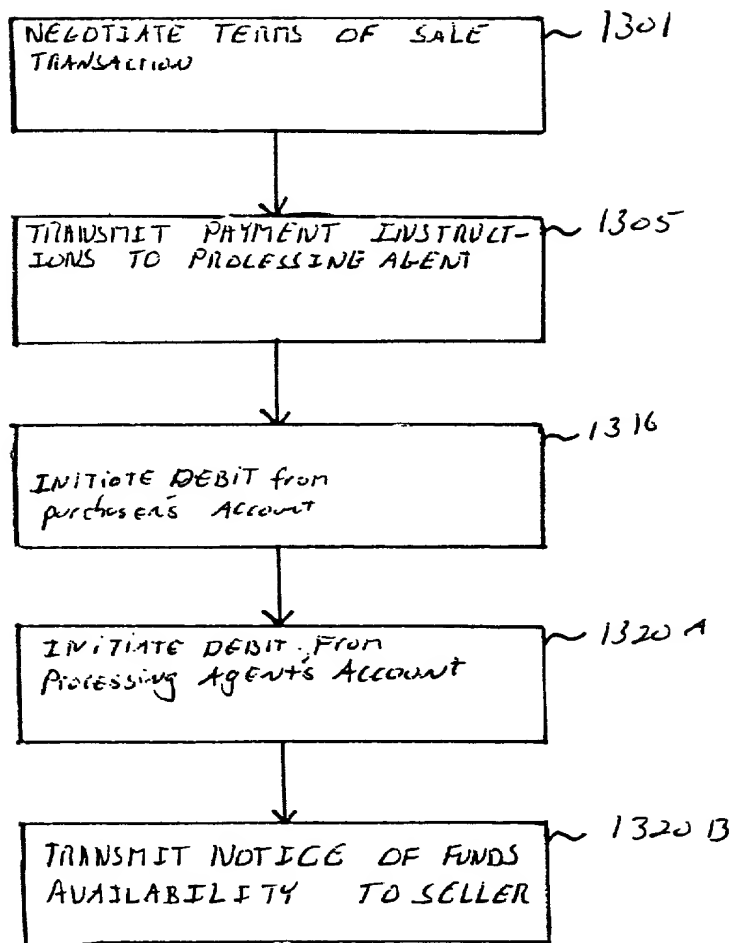 NEGOTIATE TERMS OF SALE
TRANSACTION
1301
TRANSMIT PAYMENT INSTRUCT-
IONS TO PROCESSING AGENT
1305
INITIATE DEBIT from
purchaser's Account
1316
INITIATE DEBIT From
Processing Agent's Account
1320 A
TRANSMIT NOTICE OF FUNDS
AVAILABILITY TO SELLER
1320 B